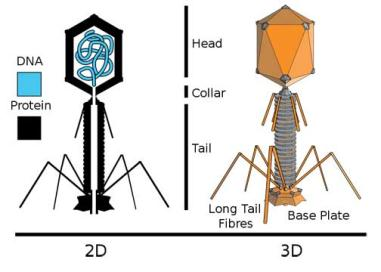 DNA
Protein
Head
Collar
Tail
Long Tail
Fibres
Base Plate
2D
3D